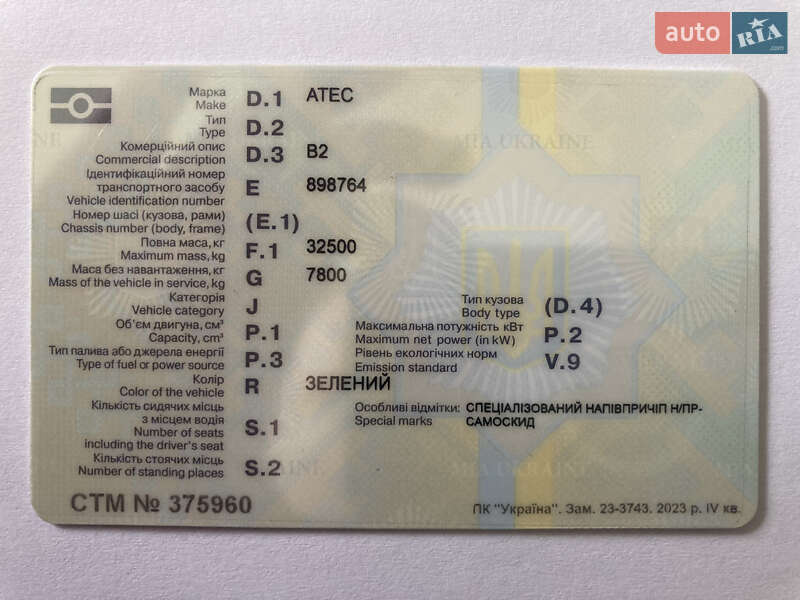 auto RIA.com
MIA UKRAINE
Марка
Make D.1 ATEC
Тип
Type D.2
Комерційний опис
Commercial description D.3 B2
Ідентифікаційний номер
транспортного засобу
Vehicle identification number E 898764
Номер шасі (кузова, рами)
Chassis number (body, frame) (E.1)
Повна маса, кг
Maximum mass, kg F.1 32500
Маса без навантаження, кг
Mass of the vehicle in service, kg G 7800
Категорія
Vehicle category J
Тип кузова
Body type (D.4)
Об'єм двигуна, см³
Capacity, cm³ P.1
Максимальна потужність кВт
Maximum net power (in kW) P.2
Тип палива або джерела енергії
Type of fuel or power source P.3
Рівень екологічних норм
Emission standard V.9
Колір
Color of the vehicle R ЗЕЛЕНИЙ
Кількість сидячих місць
з місцем водія
Number of seats
including the driver's seat S.1
Особливі відмітки: СПЕЦІАЛІЗОВАНИЙ НАПІВПРИЧІП Н/ПР-
Special marks САМОСКИД
Кількість стоячих місць
Number of standing places S.2
MIA UKRAINE
СТМ № 375960
ПК "Україна". Зам. 23-3743. 2023 р. IV кв.